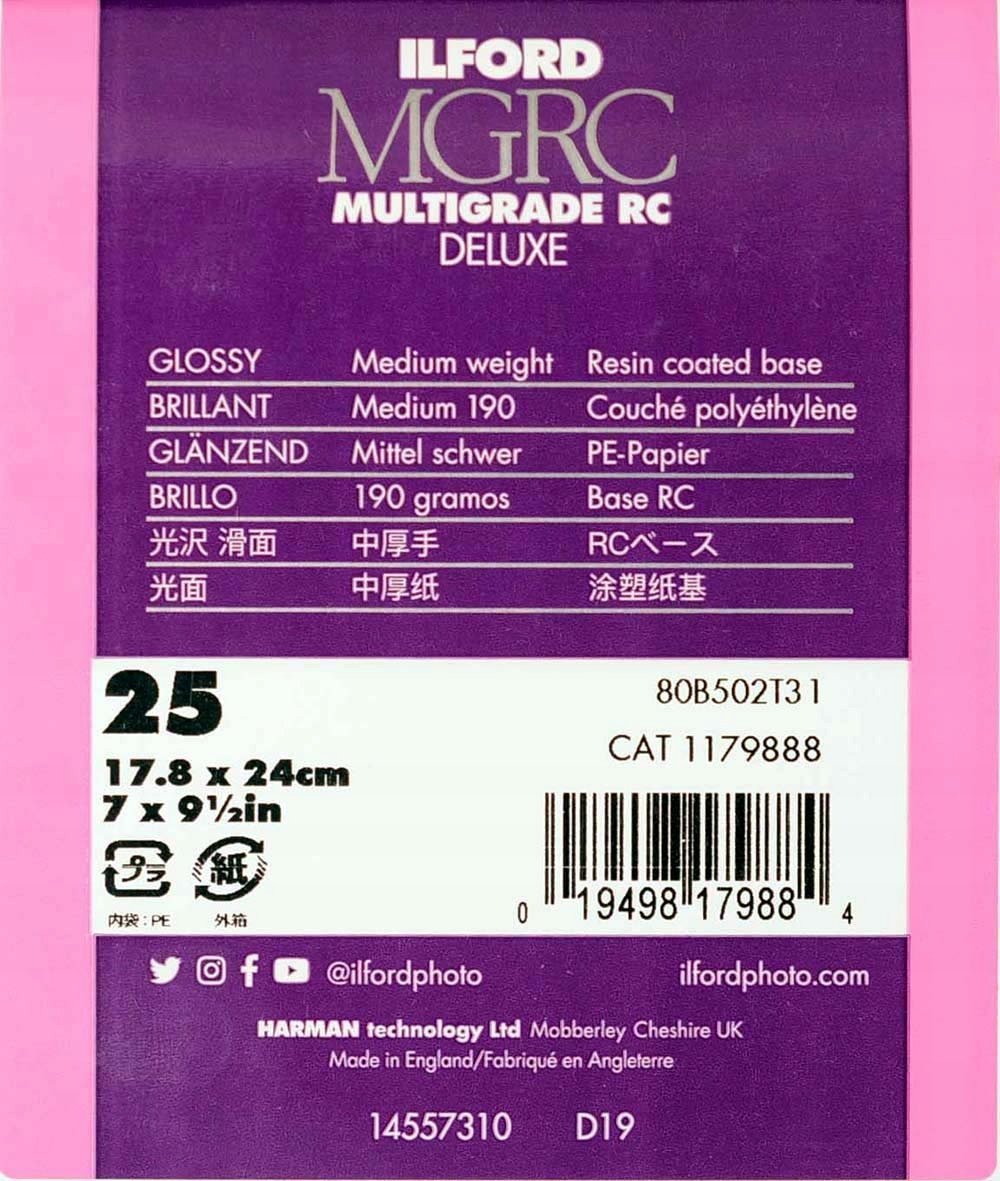 ILFORD
MGRC
MULTIGRADE RC
DELUXE
GLOSSY Medium weight Resin coated base
BRILLANT Medium 190 Couché polyéthylène
GLÄNZEND Mittel schwer PE-Papier
BRILLO 190 gramos Base RC
光沢 滑面 中厚手 RCベース
光面 中厚纸 涂塑纸基
25
80B502T31
CAT 1179888
17.8 x 24cm
7 x 9½in
プラ 紙
内袋：PE 外箱
0 19498 17988 4
@ilfordphoto ilfordphoto.com
HARMAN technology Ltd Mobberley Cheshire UK
Made in England/Fabriqué en Angleterre
14557310 D19